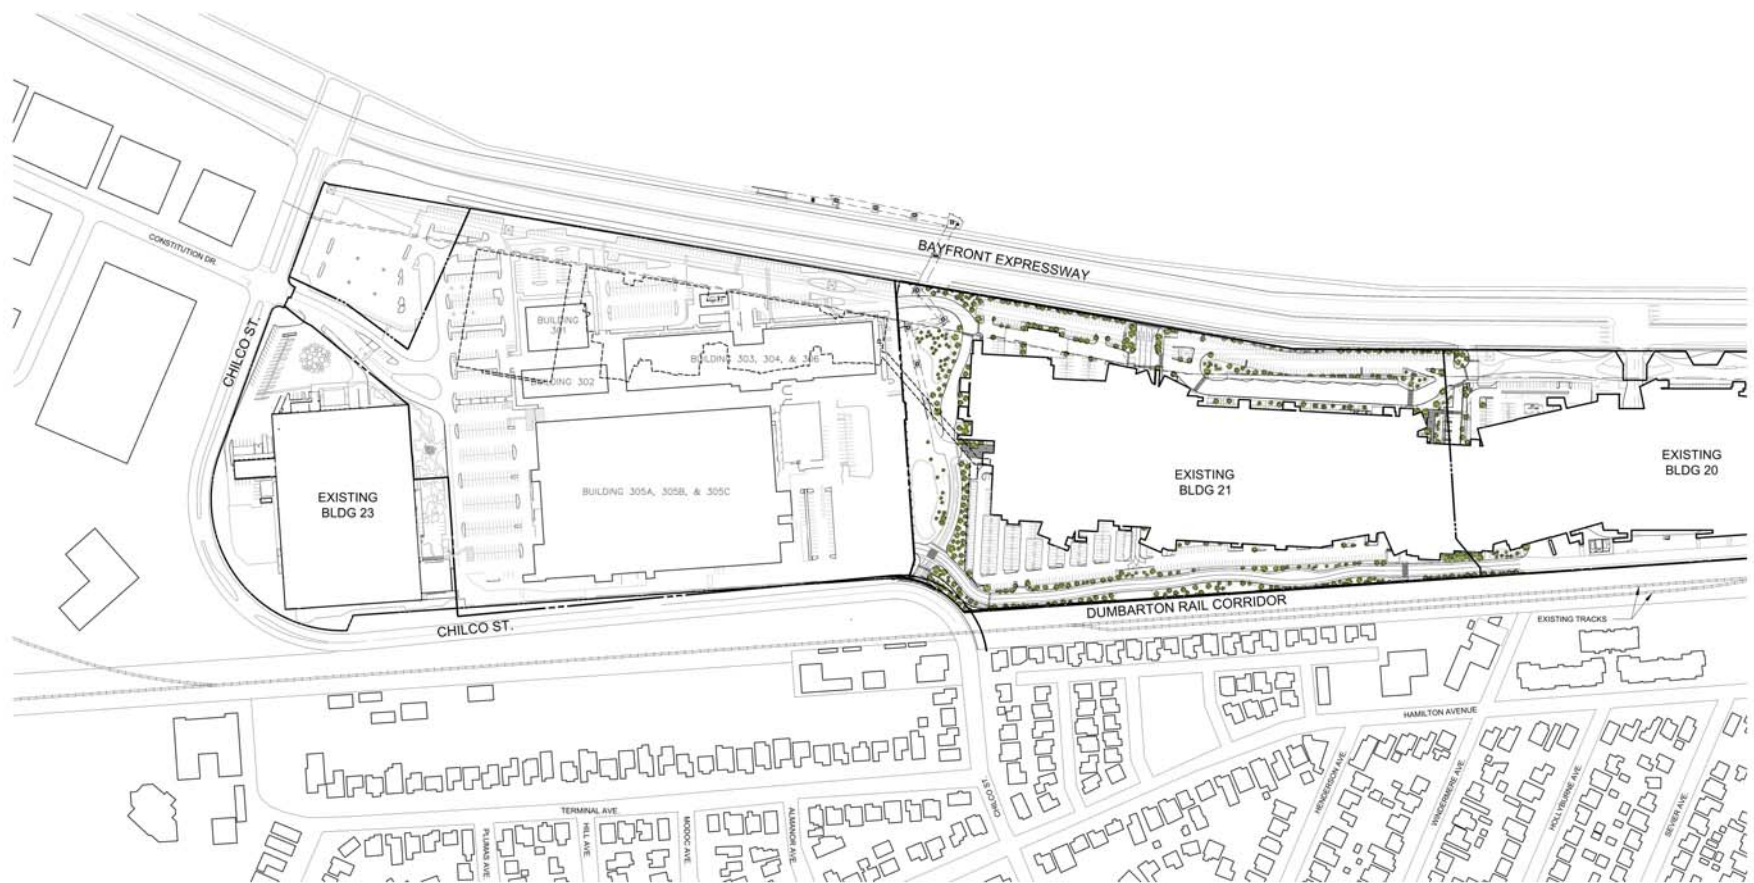 BAYFRONT EXPRESSWAY
CONSTITUTION DR.
CHILCO ST.
BUILDING
301
BUILDING 303, 304, & 306
BUILDING 302
EXISTING
BLDG 23
BUILDING 305A, 305B, & 305C
EXISTING
BLDG 21
EXISTING
BLDG 20
CHILCO ST.
DUMBARTON RAIL CORRIDOR
EXISTING TRACKS
HAMILTON AVENUE
CHILCO ST
TERMINAL AVE.
PLUMAS AVE.
HILL AVE.
MODOC AVE.
ALMANOR AVE.
HENDERSON AVE.
WINDERMERE AVE.
HOLLYBURNE AVE.
SEVIER AVE.